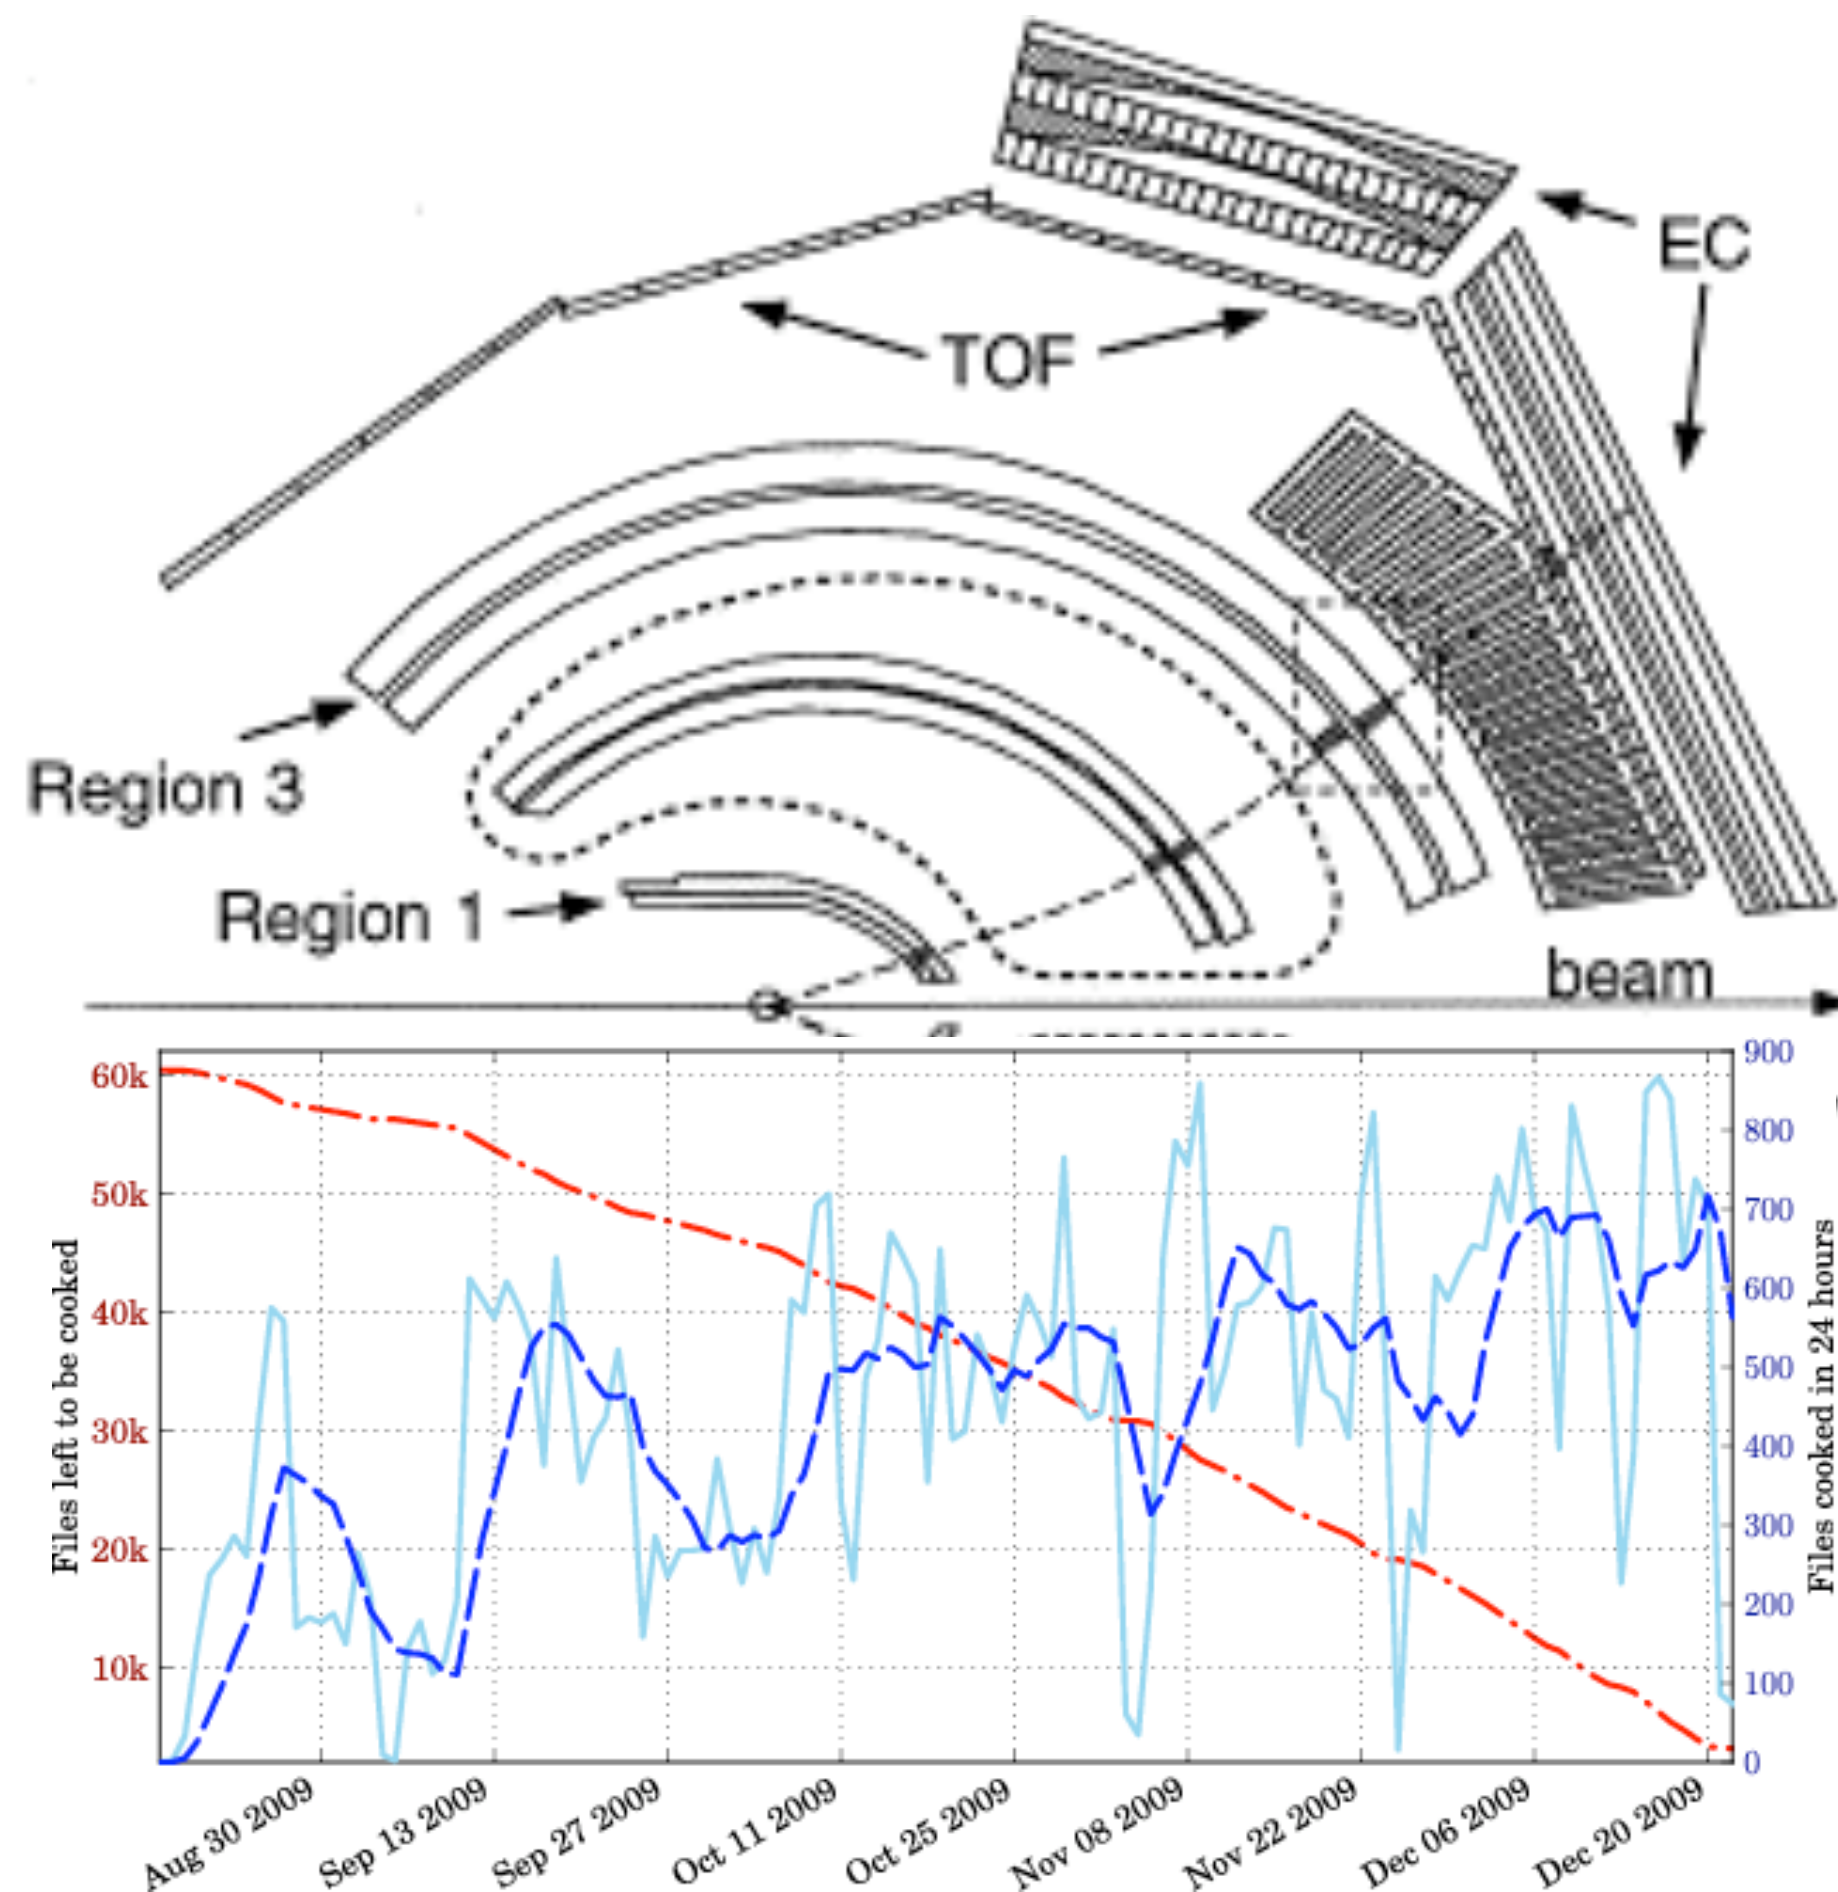 EC
TOF
Region 3
Region 1
beam
Files left to be cooked
60k
50k
40k
30k
20k
10k
900
800
700
600
500
400
300
200
100
0
Files cooked in 24 hours
Aug 30 2009
Sep 13 2009
Sep 27 2009
Oct 11 2009
Oct 25 2009
Nov 08 2009
Nov 22 2009
Dec 06 2009
Dec 20 2009